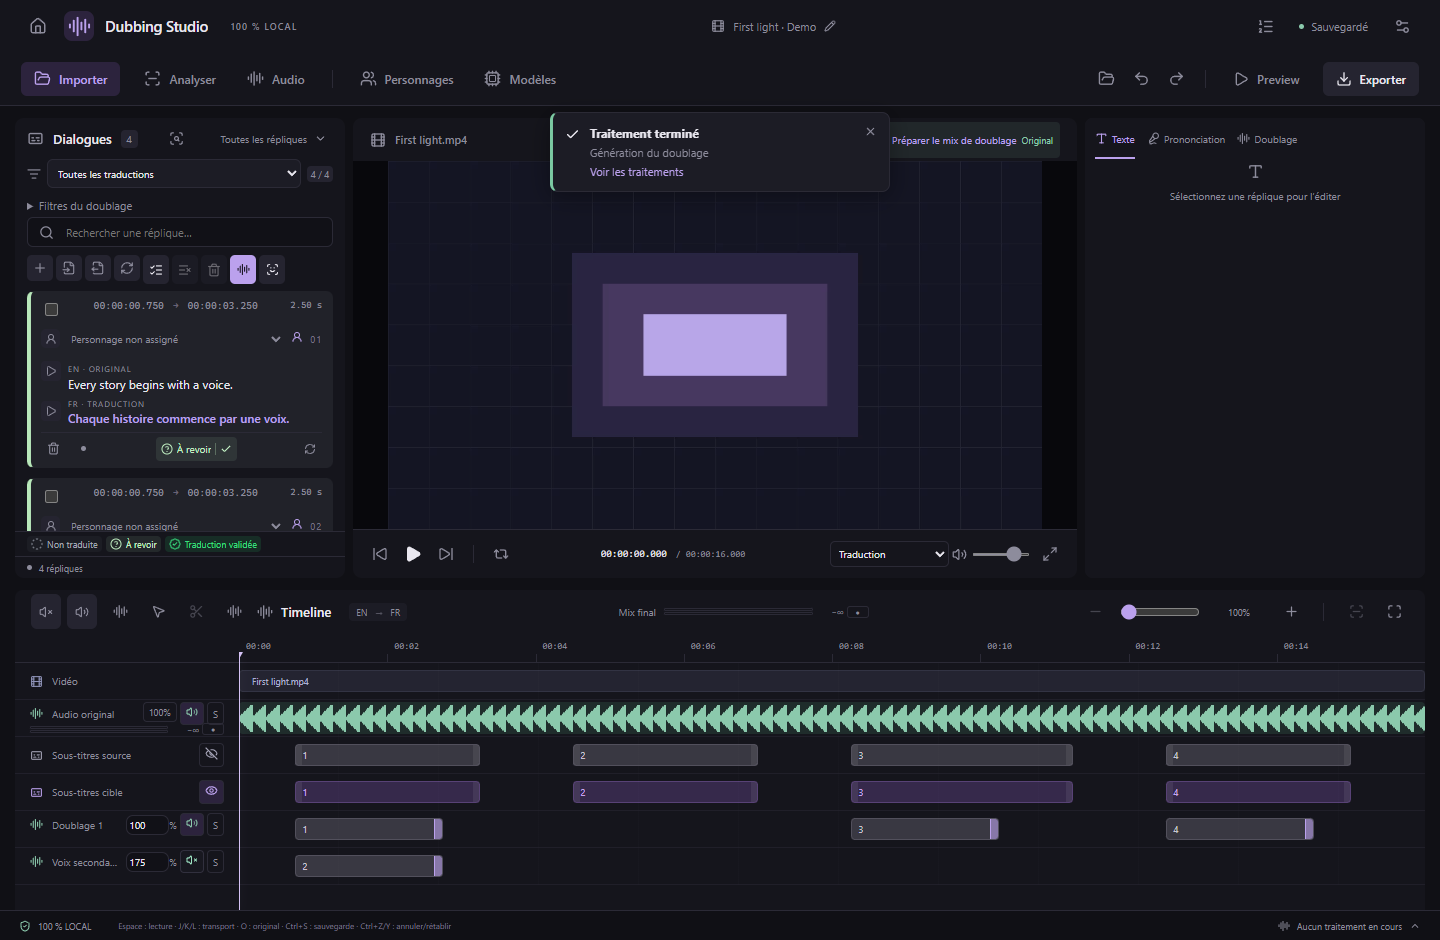 Dubbing Studio
100 % LOCAL
First light · Demo
Sauvegardé
Importer
Analyser
Audio
Personnages
Modèles
Preview
Exporter
Dialogues
4
Toutes les répliques
Toutes les traductions
4 / 4
Filtres du doublage
Rechercher une réplique...
00:00:00.750 → 00:00:03.250
2.50 s
Personnage non assigné
01
EN · ORIGINAL
Every story begins with a voice.
FR · TRADUCTION
Chaque histoire commence par une voix.
À revoir
00:00:00.750 → 00:00:03.250
2.50 s
Personnage non assigné
02
Non traduite
À revoir
Traduction validée
4 répliques
First light.mp4
Traitement terminé
Génération du doublage
Voir les traitements
Préparer le mix de doublage
Original
00:00:00.000 / 00:00:16.000
Traduction
Texte
Prononciation
Doublage
Sélectionnez une réplique pour l'éditer
Timeline
EN → FR
Mix final
-∞
100%
00:00
00:02
00:04
00:06
00:08
00:10
00:12
00:14
Vidéo
First light.mp4
Audio original
100%
S
-∞
Sous-titres source
1
2
3
4
Sous-titres cible
1
2
3
4
Doublage 1
100 %
S
1
3
4
Voix seconda...
175 %
S
2
100 % LOCAL
Espace : lecture · J/K/L : transport · O : original · Ctrl+S : sauvegarde · Ctrl+Z/Y : annuler/rétablir
Aucun traitement en cours